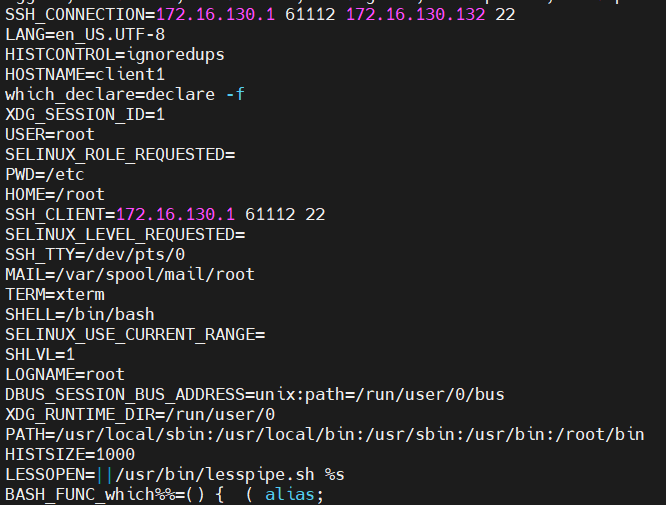 SSH_CONNECTION=172.16.130.1 61112 172.16.130.132 22
LANG=en_US.UTF-8
HISTCONTROL=ignoredups
HOSTNAME=client1
which_declare=declare -f
XDG_SESSION_ID=1
USER=root
SELINUX_ROLE_REQUESTED=
PWD=/etc
HOME=/root
SSH_CLIENT=172.16.130.1 61112 22
SELINUX_LEVEL_REQUESTED=
SSH_TTY=/dev/pts/0
MAIL=/var/spool/mail/root
TERM=xterm
SHELL=/bin/bash
SELINUX_USE_CURRENT_RANGE=
SHLVL=1
LOGNAME=root
DBUS_SESSION_BUS_ADDRESS=unix:path=/run/user/0/bus
XDG_RUNTIME_DIR=/run/user/0
PATH=/usr/local/sbin:/usr/local/bin:/usr/sbin:/usr/bin:/root/bin
HISTSIZE=1000
LESSOPEN=||/usr/bin/lesspipe.sh %s
BASH_FUNC_which%%=() {  ( alias;